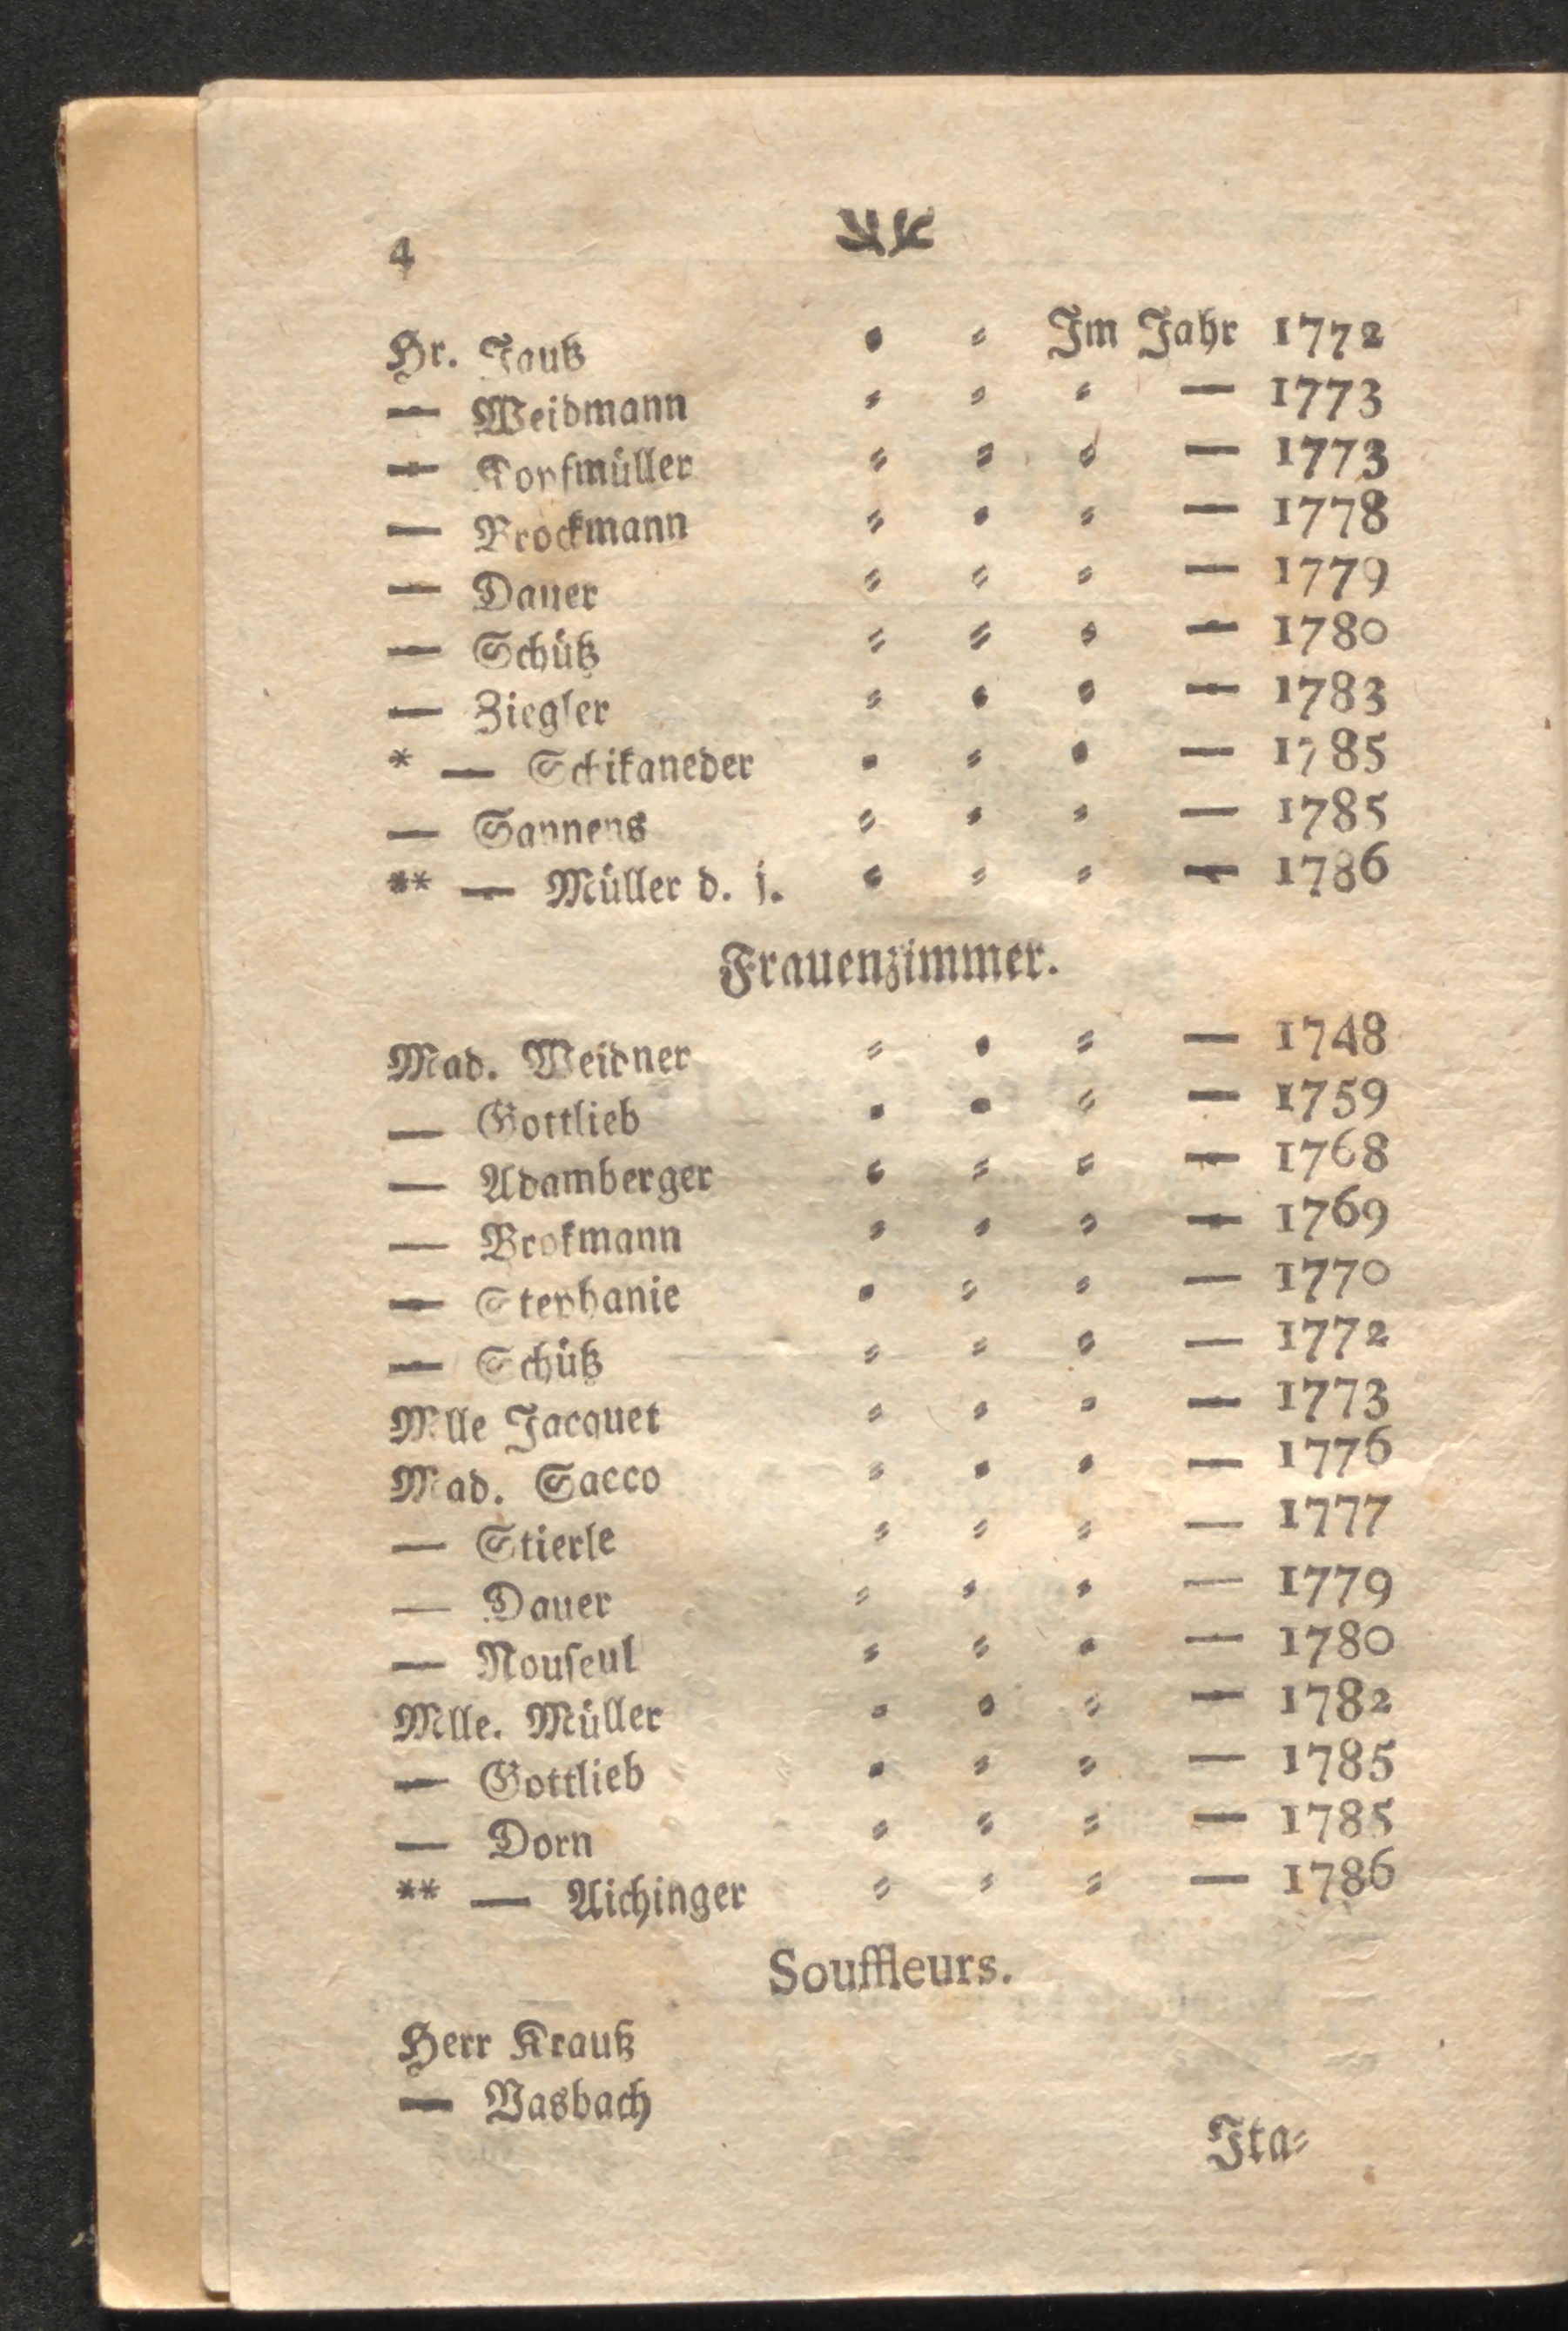 4
Hr. Jautz = = Im Jahr 1772
— Weidmann = = = — 1773
— Kopfmüller = = = — 1773
— Brockmann = = = — 1778
— Dauer = = = — 1779
— Schütz = = = — 1780
— Ziegler = = = — 1783
* — Schikaneder = = = — 1785
— Sannens = = = — 1785
** — Müller d. j. = = = — 1786
Frauenzimmer.
Mad. Weidner = = = — 1748
— Gottlieb = = = — 1759
— Adamberger = = = — 1768
— Brokmann = = = — 1769
— Stephanie = = = — 1770
— Schütz = = = — 1772
Mlle Jacquet = = = — 1773
Mad. Sacco = = = — 1776
— Stierle = = = — 1777
— Dauer = = = — 1779
— Nouſeul = = = — 1780
Mlle. Müller = = = — 1782
— Gottlieb = = = — 1785
— Dorn = = = — 1785
** — Aichinger = = = — 1786
Souffleurs.
Herr Krauß
— Vasbach
Ita=